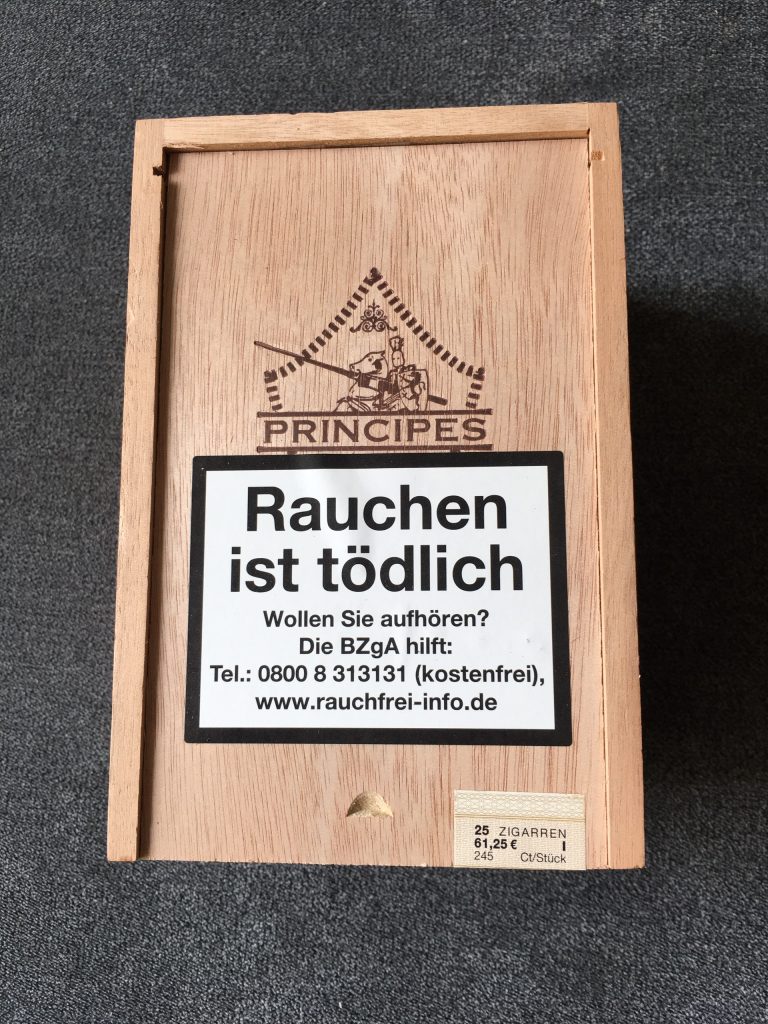 PRINCIPES
Rauchen
ist tödlich
Wollen Sie aufhören?
Die BZgA hilft:
Tel.: 0800 8 313131 (kostenfrei),
www.rauchfrei-info.de
25 ZIGARREN
61,25 € I
245 Ct/Stück